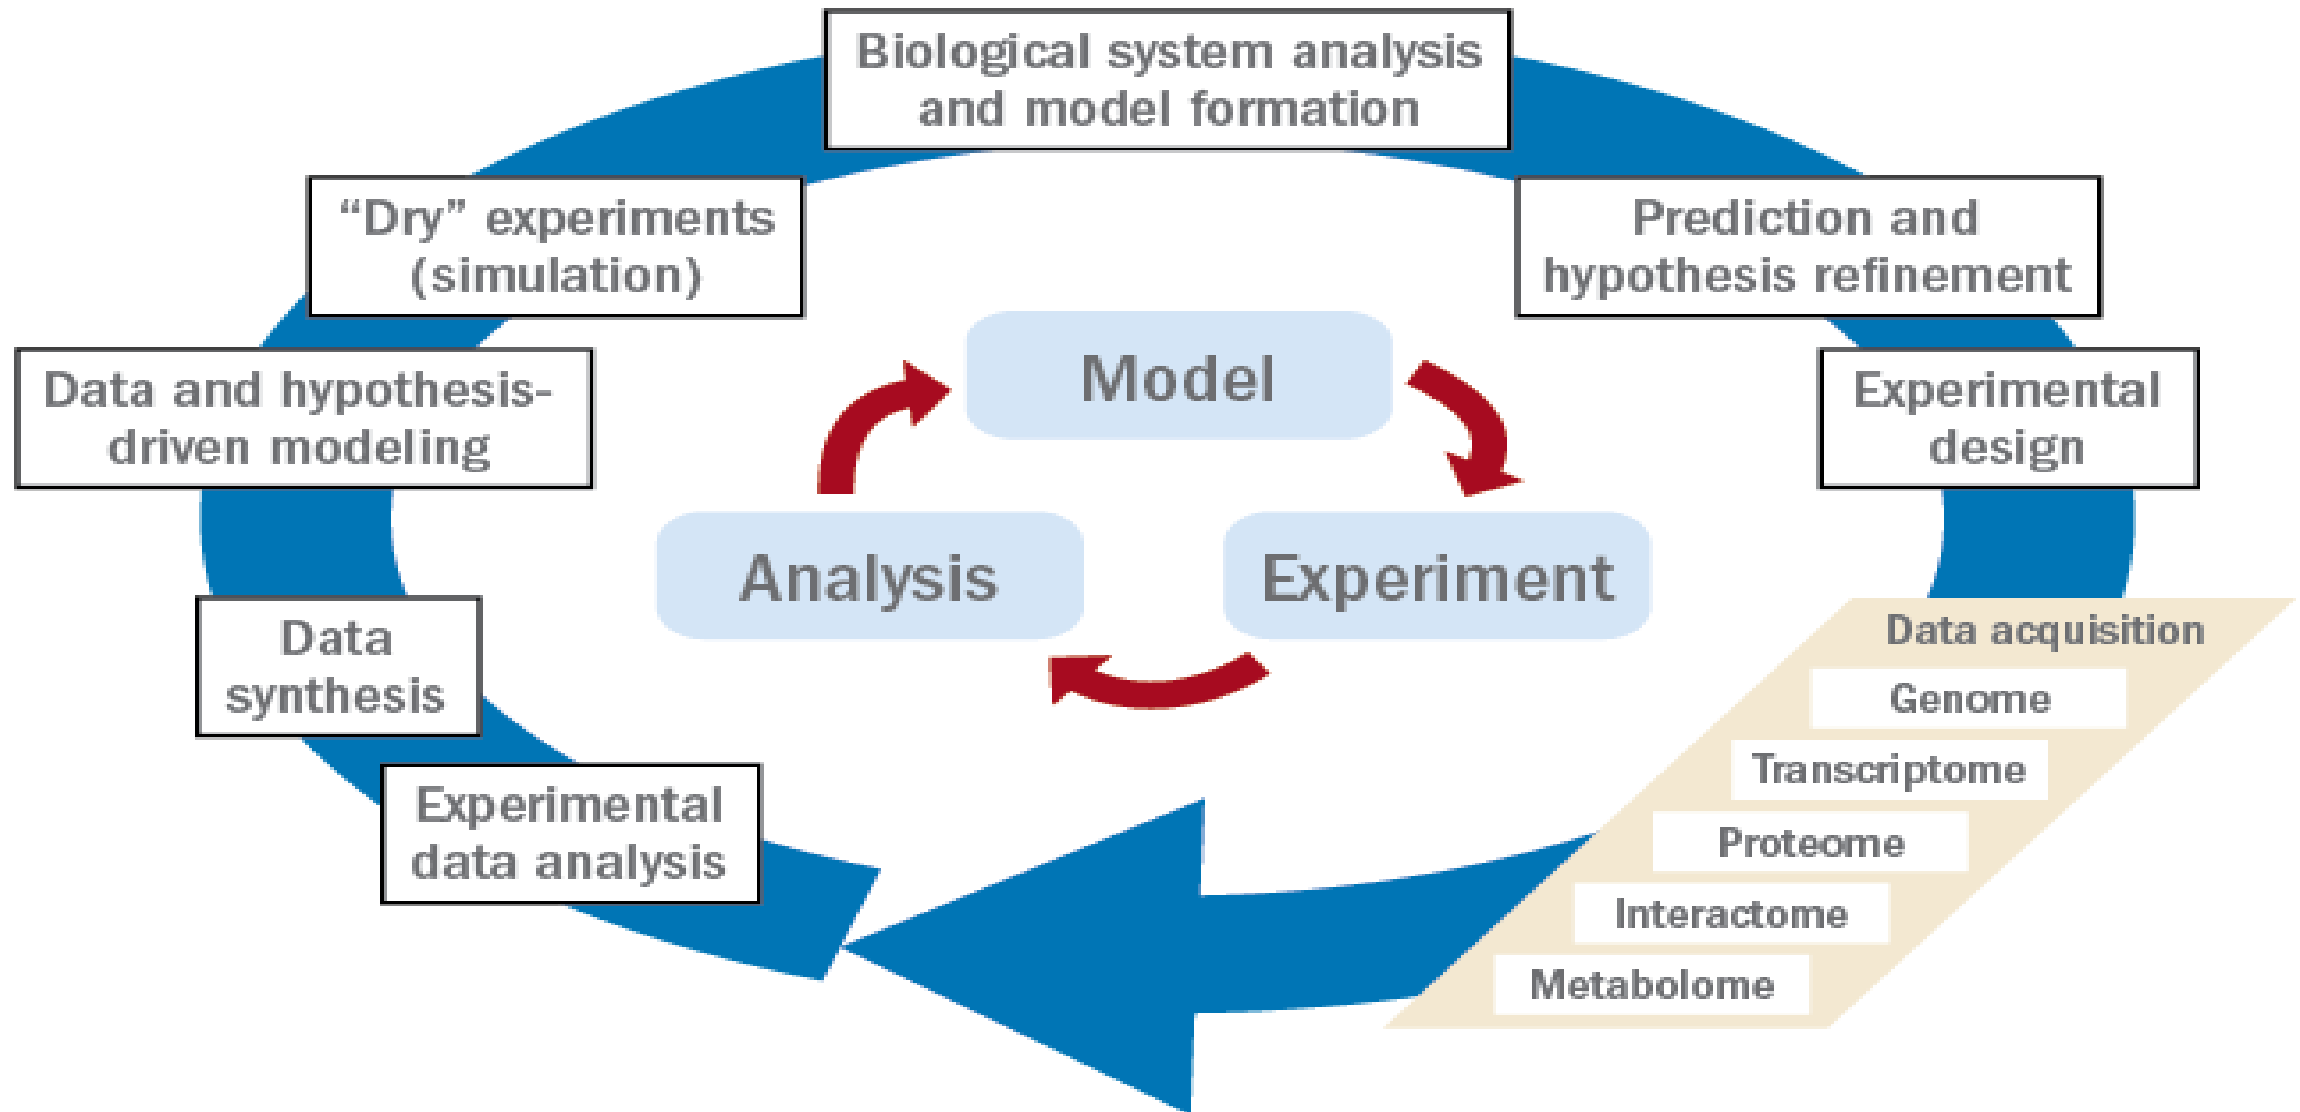 Biological system analysis
and model formation
“Dry” experiments
(simulation)
Prediction and
hypothesis refinement
Data and hypothesis-
driven modeling
Experimental
design
Model
Analysis
Experiment
Data
synthesis
Experimental
data analysis
Data acquisition
Genome
Transcriptome
Proteome
Interactome
Metabolome